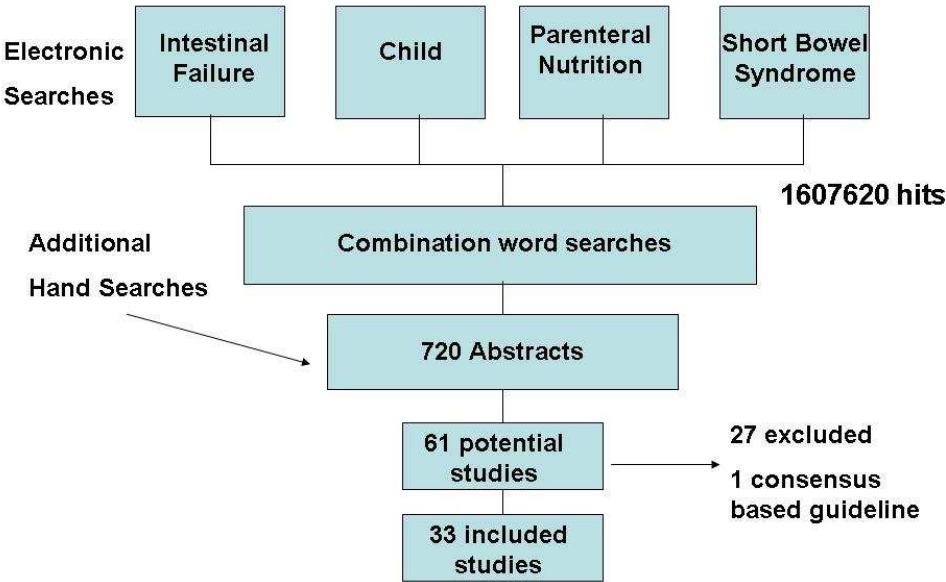 Electronic
Searches
Intestinal
Failure
Child
Parenteral
Nutrition
Short Bowel
Syndrome
1607620 hits
Combination word searches
Additional
Hand Searches
720 Abstracts
61 potential
studies
27 excluded
1 consensus
based guideline
33 included
studies